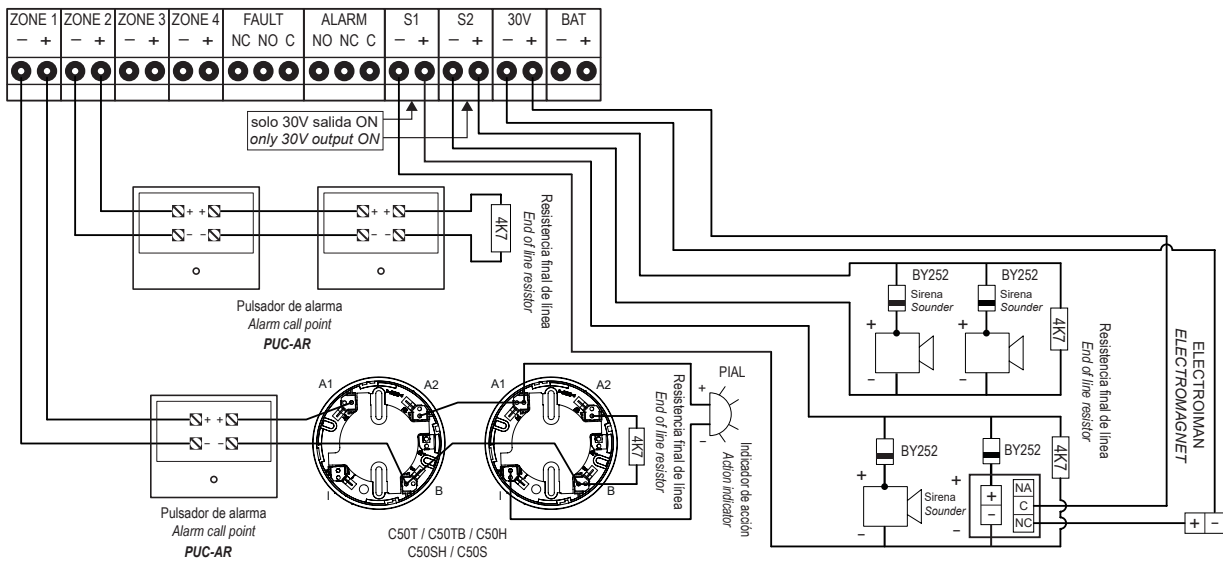 ZONE 1 ZONE 2 ZONE 3 ZONE 4 FAULT ALARM S1 S2 30V BAT
− + − + − + − + NC NO C NO NC C − + − + − + − +
solo 30V salida ON
only 30V output ON
+ +
− −
+ +
− −
4K7
Resistencia final de línea
End of line resistor
Pulsador de alarma
Alarm call point
PUC-AR
BY252
Sirena
Sounder
+
−
BY252
Sirena
Sounder
+
−
4K7
Resistencia final de línea
End of line resistor
ELECTROIMAN
ELECTROMAGNET
+ +
− −
Pulsador de alarma
Alarm call point
PUC-AR
A1 A2
I B
A1 A2
I B
C50T / C50TB / C50H
C50SH / C50S
4K7
Resistencia final de línea
End of line resistor
PIAL
+
−
Indicador de acción
Action indicator
BY252
+
−
Sirena
Sounder
BY252
+
−
+
−
NA
C
NC
4K7
+ −